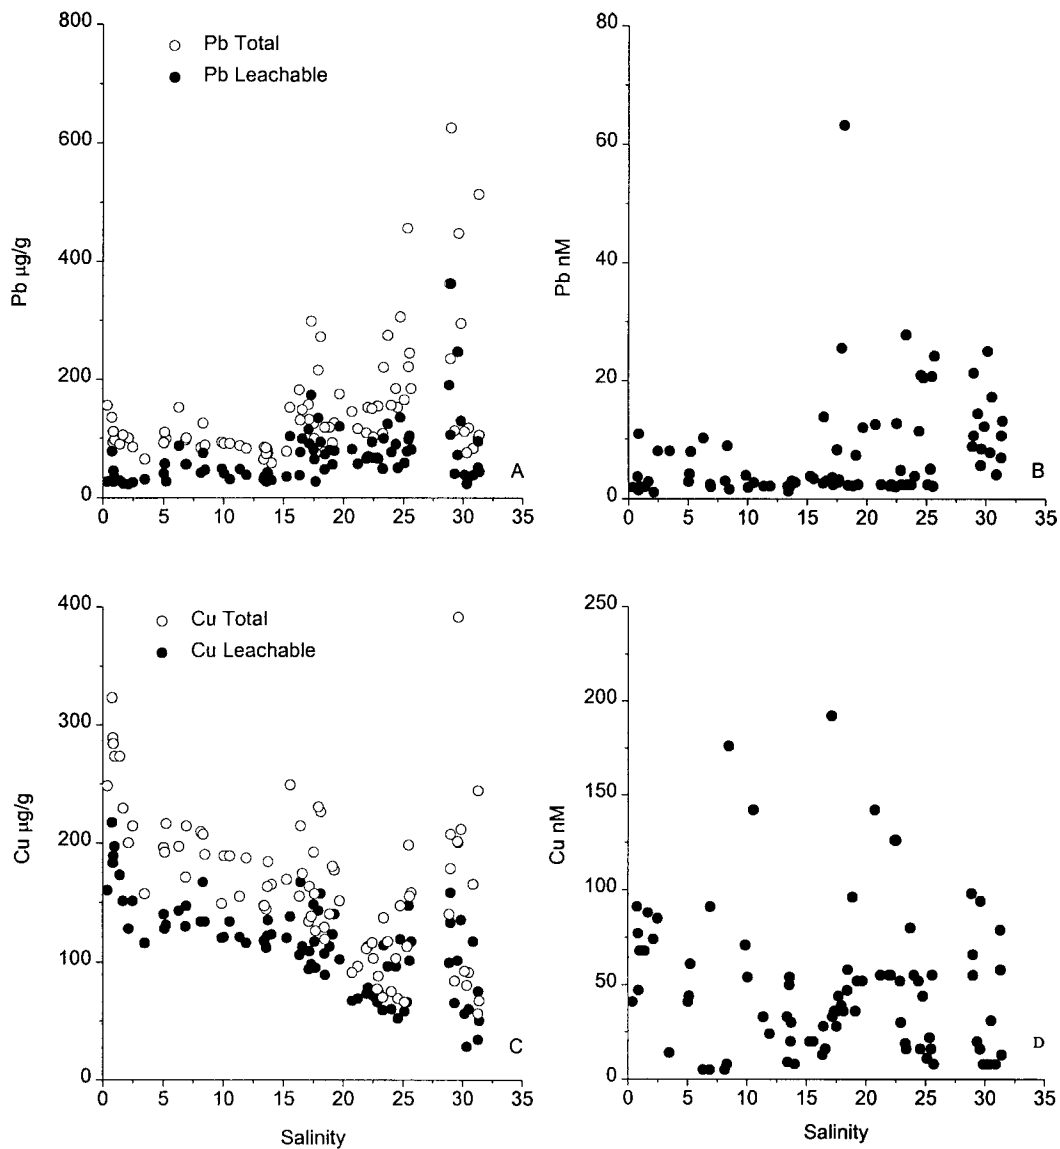 800
600
400
200
0
Pb µg/g
Pb Total
Pb Leachable
A
0 5 10 15 20 25 30 35
80
60
40
20
0
Pb nM
B
0 5 10 15 20 25 30 35
400
300
200
100
0
Cu µg/g
Cu Total
Cu Leachable
C
0 5 10 15 20 25 30 35
Salinity
250
200
150
100
50
0
Cu nM
D
0 5 10 15 20 25 30 35
Salinity